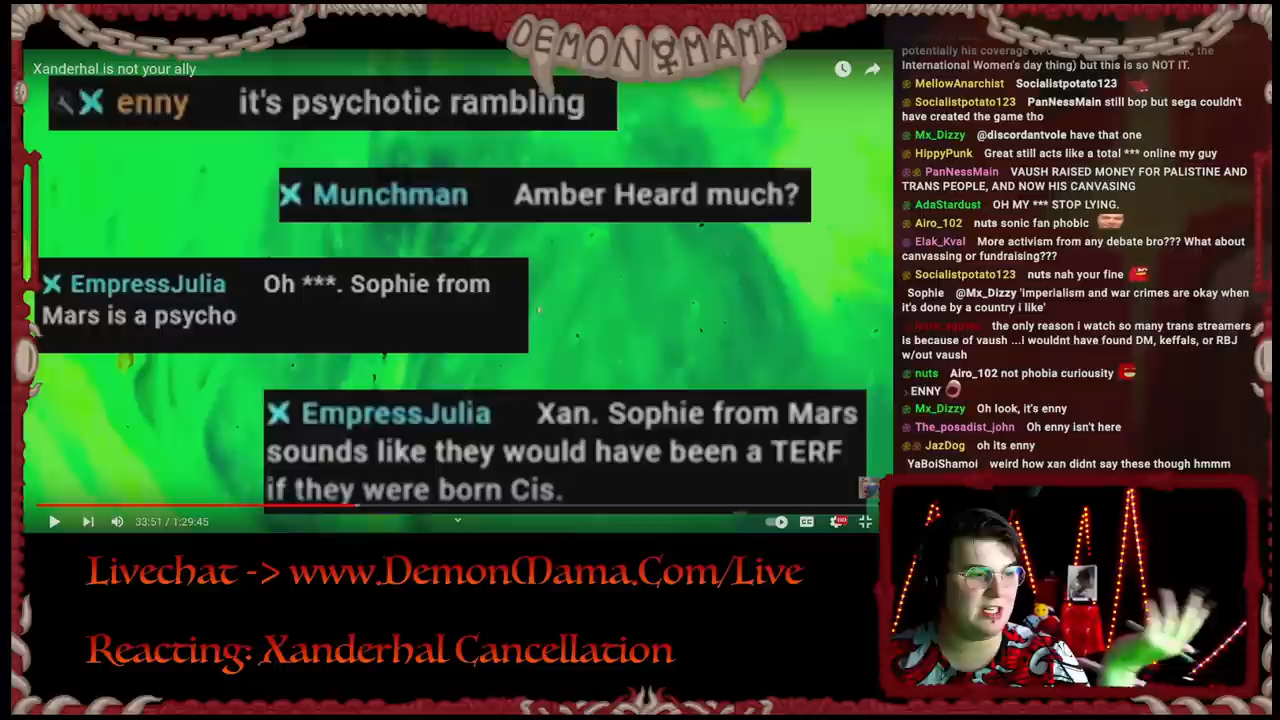 DEMON MAMA
Xanderhal is not your ally
enny it's psychotic rambling
Munchman Amber Heard much?
EmpressJulia Oh ***. Sophie from
Mars is a psycho
EmpressJulia Xan. Sophie from Mars
sounds like they would have been a TERF
if they were born Cis.
33:51 / 1:29:45
CC
HD
Livechat -> www.DemonMama.Com/Live
Reacting: Xanderhal Cancellation
potentially his coverage of the
International Women's day thing) but this is so NOT IT.
MellowAnarchist Socialistpotato123
Socialistpotato123 PanNessMain still bop but sega couldn't
have created the game tho
Mx_Dizzy @discordantvole have that one
HippyPunk Great still acts like a total *** online my guy
PanNessMain VAUSH RAISED MONEY FOR PALISTINE AND
TRANS PEOPLE, AND NOW HIS CANVASING
AdaStardust OH MY *** STOP LYING.
Airo_102 nuts sonic fan phobic
Elak_Kval More activism from any debate bro??? What about
canvassing or fundraising???
Socialistpotato123 nuts nah your fine
Sophie @Mx_Dizzy 'imperialism and war crimes are okay when
it's done by a country i like'
the only reason i watch so many trans streamers
is because of vaush ...i wouldnt have found DM, keffals, or RBJ
w/out vaush
nuts Airo_102 not phobia curiousity
ENNY
Mx_Dizzy Oh look, it's enny
The_posadist_john Oh enny isn't here
JazDog oh its enny
YaBoiShamoi weird how xan didnt say these though hmmm